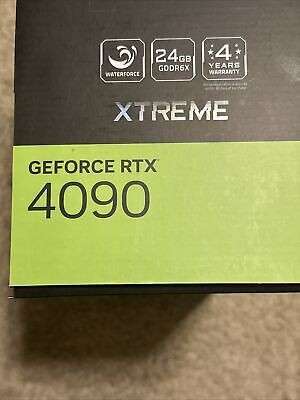 WATERFORCE
24GB
GDDR6X
4
YEARS
WARRANTY
XTREME
GEFORCE RTX
4090